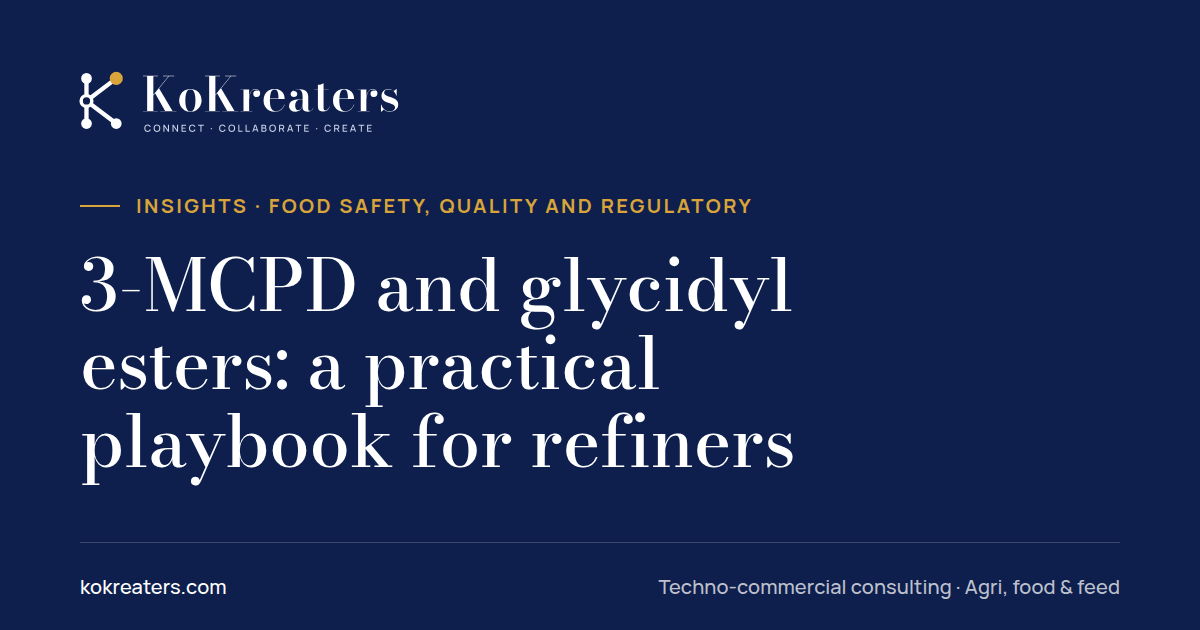 KoKreaters
CONNECT · COLLABORATE · CREATE
INSIGHTS · FOOD SAFETY, QUALITY AND REGULATORY
3-MCPD and glycidyl
esters: a practical
playbook for refiners
kokreaters.com
Techno-commercial consulting · Agri, food & feed